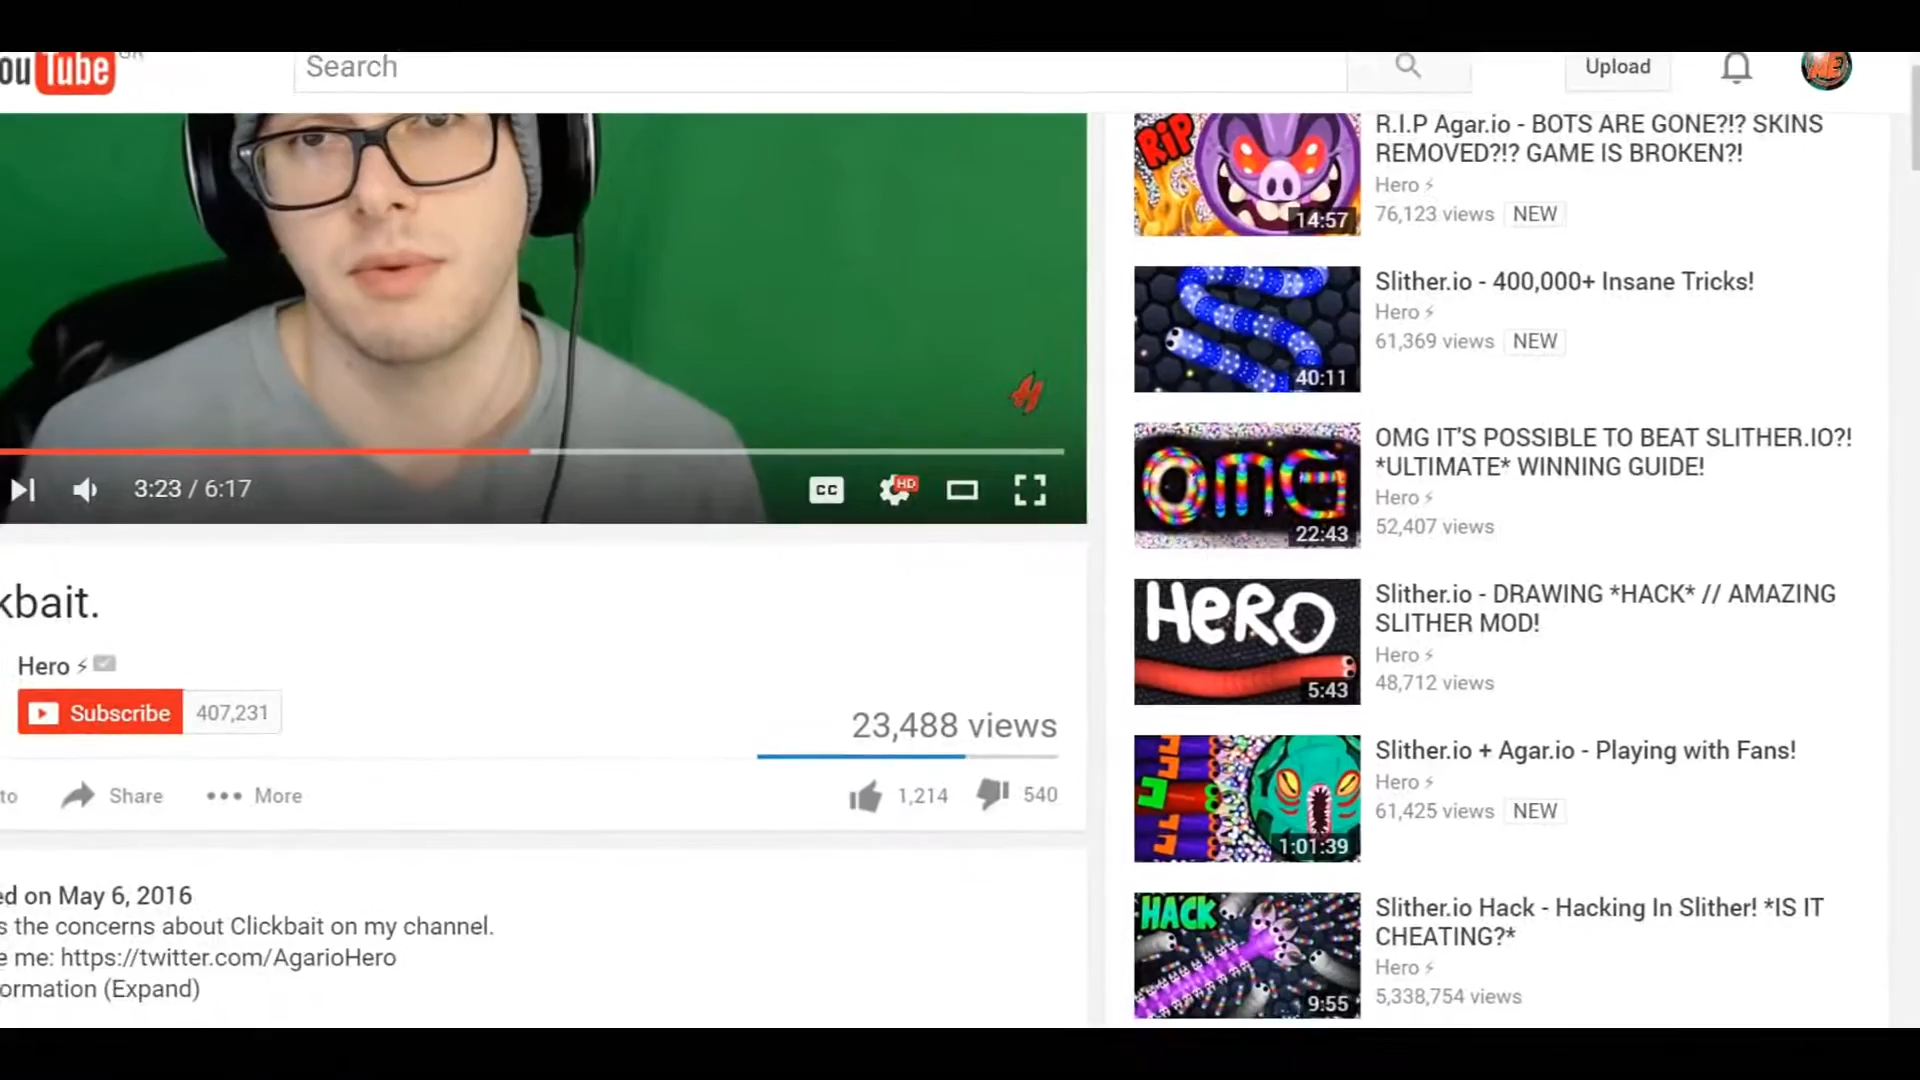 ou Tube
Search
Upload
ME
RIP
14:57
R.I.P Agar.io - BOTS ARE GONE?!? SKINS
REMOVED?!? GAME IS BROKEN?!
Hero ⚡
76,123 views NEW
40:11
Slither.io - 400,000+ Insane Tricks!
Hero ⚡
61,369 views NEW
OMG
22:43
OMG IT'S POSSIBLE TO BEAT SLITHER.IO?!
*ULTIMATE* WINNING GUIDE!
Hero ⚡
52,407 views
HeRO
5:43
Slither.io - DRAWING *HACK* // AMAZING
SLITHER MOD!
Hero ⚡
48,712 views
1:01:39
Slither.io + Agar.io - Playing with Fans!
Hero ⚡
61,425 views NEW
HACK
9:55
Slither.io Hack - Hacking In Slither! *IS IT
CHEATING?*
Hero ⚡
5,338,754 views
3:23 / 6:17
CC
HD
kbait.
Hero ⚡
Subscribe 407,231
23,488 views
to Share More
1,214 540
ed on May 6, 2016
s the concerns about Clickbait on my channel.
e me: https://twitter.com/AgarioHero
ormation (Expand)